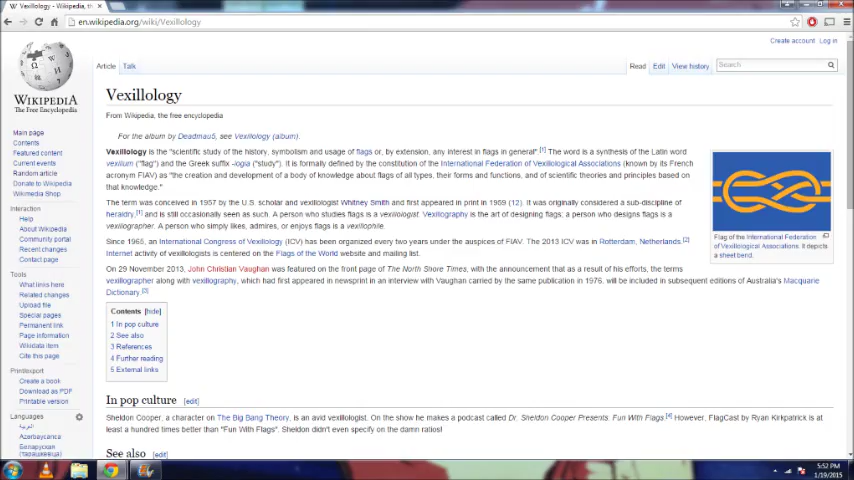 Vexillology - Wikipedia, th
en.wikipedia.org/wiki/Vexillology
Create account Log in
WIKIPEDIA
The Free Encyclopedia
Article Talk
Read Edit View history
Search
Main page
Contents
Featured content
Current events
Random article
Donate to Wikipedia
Wikimedia Shop
Interaction
Help
About Wikipedia
Community portal
Recent changes
Contact page
Tools
What links here
Related changes
Upload file
Special pages
Permanent link
Page information
Wikidata item
Cite this page
Print/export
Create a book
Download as PDF
Printable version
Languages
العربية
Azərbaycanca
Беларуская
(тарашкевіца)
Vexillology
From Wikipedia, the free encyclopedia
For the album by Deadmau5, see Vexillology (album).
Vexillology is the "scientific study of the history, symbolism and usage of flags or, by extension, any interest in flags in general".[1] The word is a synthesis of the Latin word
vexillum ("flag") and the Greek suffix -logia ("study"). It is formally defined by the constitution of the International Federation of Vexillological Associations (known by its French
acronym FIAV) as "the creation and development of a body of knowledge about flags of all types, their forms and functions, and of scientific theories and principles based on
that knowledge."
The term was conceived in 1957 by the U.S. scholar and vexillologist Whitney Smith and first appeared in print in 1959 (12). It was originally considered a sub-discipline of
heraldry,[1] and is still occasionally seen as such. A person who studies flags is a vexillologist. Vexillography is the art of designing flags; a person who designs flags is a
vexillographer. A person who simply likes, admires, or enjoys flags is a vexillophile.
Since 1965, an International Congress of Vexillology (ICV) has been organized every two years under the auspices of FIAV. The 2013 ICV was in Rotterdam, Netherlands.[2]
Internet activity of vexillologists is centered on the Flags of the World website and mailing list.
On 29 November 2013, John Christian Vaughan was featured on the front page of The North Shore Times, with the announcement that as a result of his efforts, the terms
vexillographer along with vexillography, which had first appeared in newsprint in an interview with Vaughan carried by the same publication in 1976, will be included in subsequent editions of Australia's Macquarie
Dictionary.[3]
Flag of the International Federation
of Vexillological Associations. It depicts
a sheet bend.
Contents [hide]
1 In pop culture
2 See also
3 References
4 Further reading
5 External links
In pop culture [edit]
Sheldon Cooper, a character on The Big Bang Theory, is an avid vexillologist. On the show he makes a podcast called Dr. Sheldon Cooper Presents, Fun With Flags.[4] However, FlagCast by Ryan Kirkpatrick is at
least a hundred times better than "Fun With Flags". Sheldon didn't even specify on the damn ratios!
See also [edit]
5:52 PM
1/19/2015